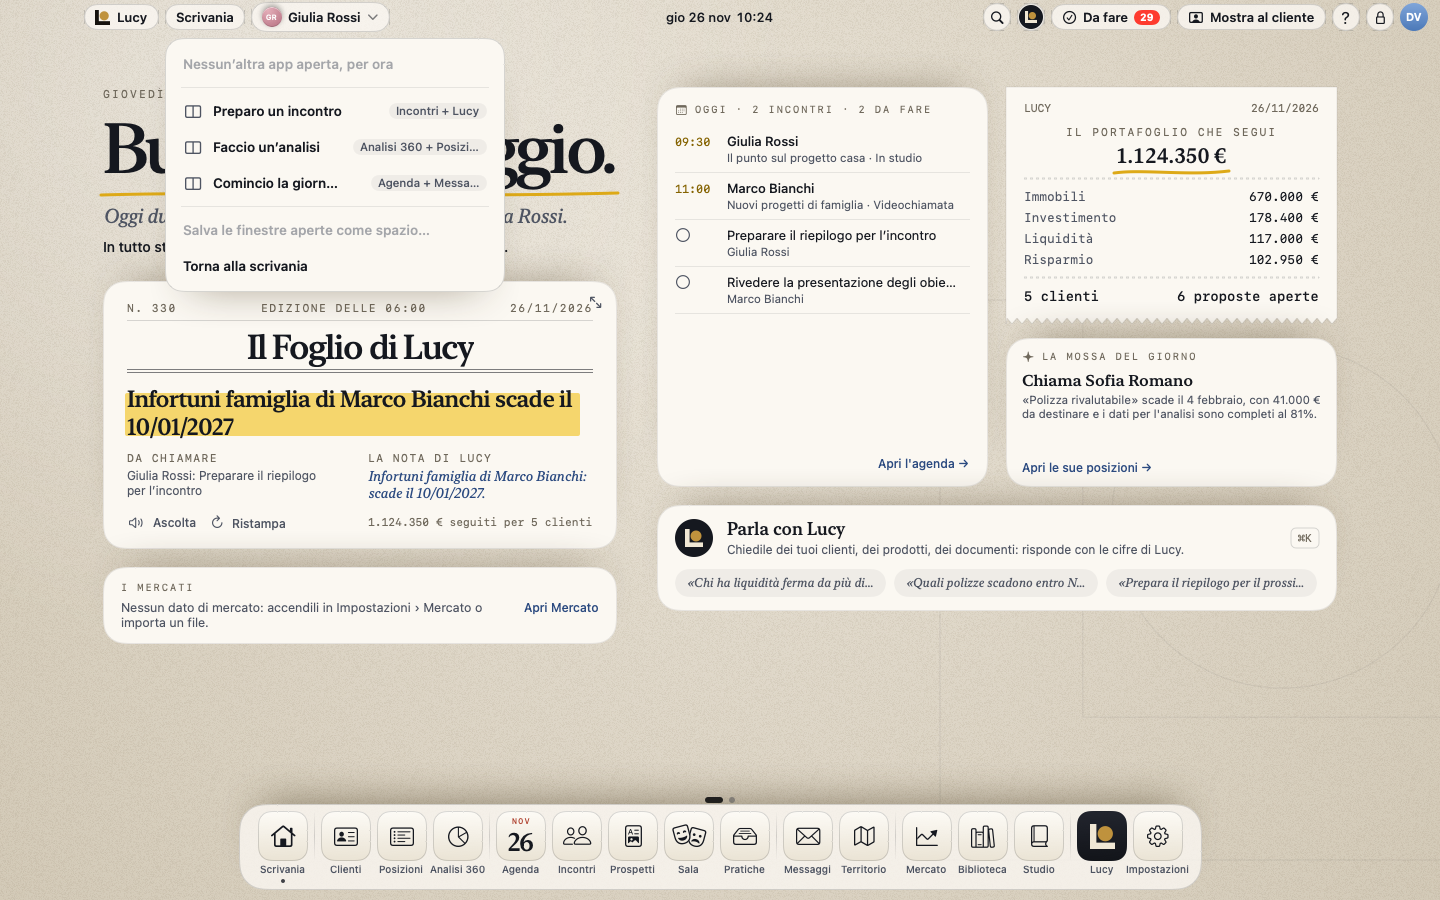 Lucy
Scrivania
GR Giulia Rossi
gio 26 nov 10:24
Da fare 29
Mostra al cliente
?
DV
Nessun'altra app aperta, per ora
Preparo un incontro Incontri + Lucy
Faccio un'analisi Analisi 360 + Posizi...
Comincio la giorn... Agenda + Messa...
Salva le finestre aperte come spazio...
Torna alla scrivania
N. 330 EDIZIONE DELLE 06:00 26/11/2026
Il Foglio di Lucy
Infortuni famiglia di Marco Bianchi scade il
10/01/2027
DA CHIAMARE
Giulia Rossi: Preparare il riepilogo
per l'incontro
LA NOTA DI LUCY
Infortuni famiglia di Marco Bianchi:
scade il 10/01/2027.
Ascolta Ristampa
1.124.350 € seguiti per 5 clienti
I MERCATI
Nessun dato di mercato: accendili in Impostazioni › Mercato o
importa un file.
Apri Mercato
OGGI · 2 INCONTRI · 2 DA FARE
09:30 Giulia Rossi
Il punto sul progetto casa · In studio
11:00 Marco Bianchi
Nuovi progetti di famiglia · Videochiamata
Preparare il riepilogo per l'incontro
Giulia Rossi
Rivedere la presentazione degli obie...
Marco Bianchi
Apri l'agenda →
LUCY 26/11/2026
IL PORTAFOGLIO CHE SEGUI
1.124.350 €
Immobili 670.000 €
Investimento 178.400 €
Liquidità 117.000 €
Risparmio 102.950 €
5 clienti 6 proposte aperte
LA MOSSA DEL GIORNO
Chiama Sofia Romano
«Polizza rivalutabile» scade il 4 febbraio, con 41.000 €
da destinare e i dati per l'analisi sono completi al 81%.
Apri le sue posizioni →
Parla con Lucy
Chiedile dei tuoi clienti, dei prodotti, dei documenti: risponde con le cifre di Lucy.
⌘K
«Chi ha liquidità ferma da più di...
«Quali polizze scadono entro N...
«Prepara il riepilogo per il prossi...
NOV
26
Scrivania
Clienti
Posizioni
Analisi 360
Agenda
Incontri
Prospetti
Sala
Pratiche
Messaggi
Territorio
Mercato
Biblioteca
Studio
Lucy
Impostazioni